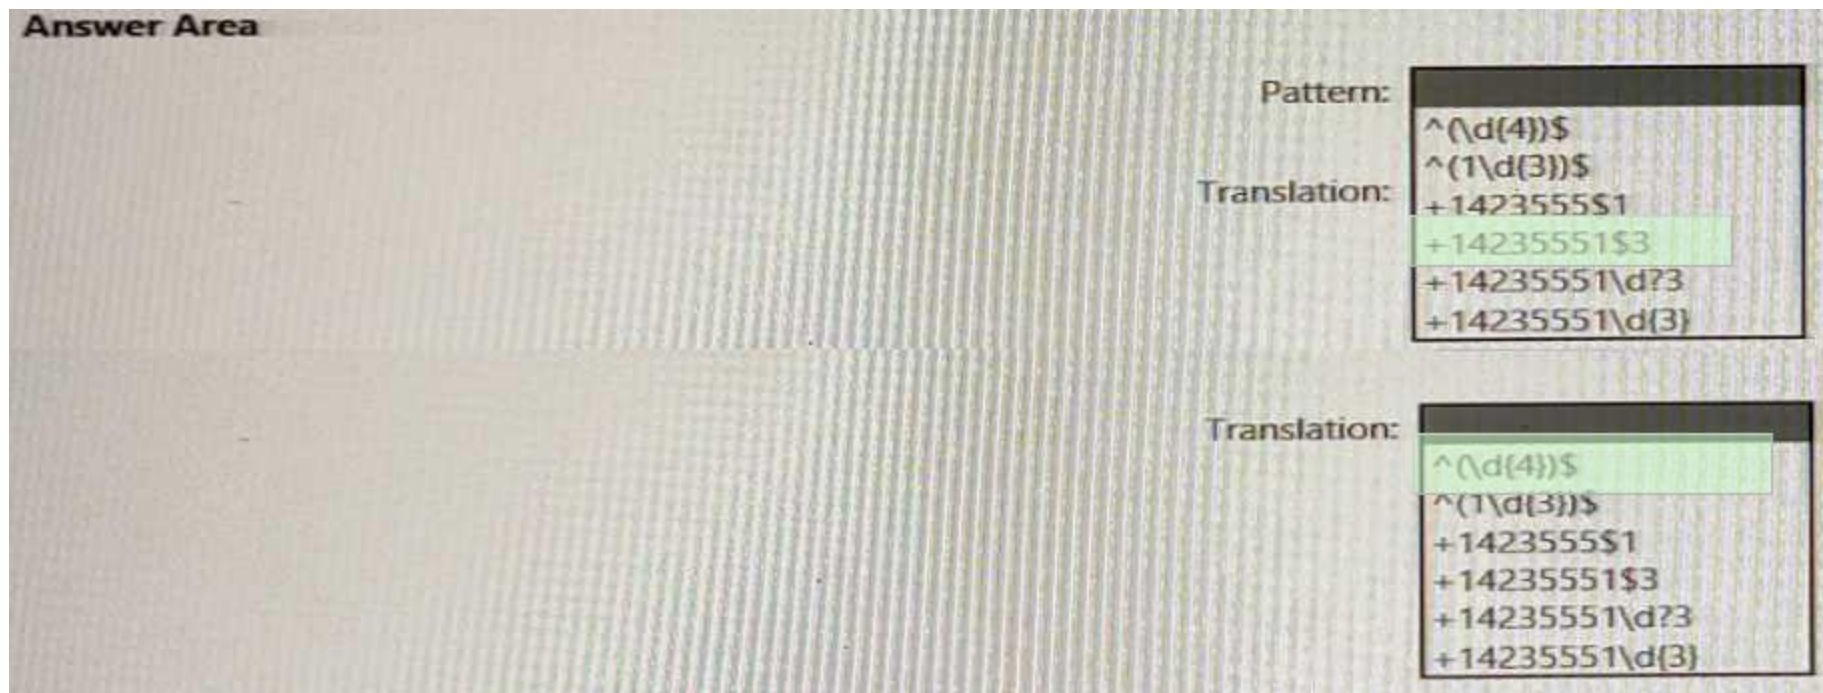 Answer Area
Pattern:
^(\d{4})$
^(1\d{3})$
Translation:
+1423555$1
+14235551$3
+14235551\d?3
+14235551\d{3}
Translation:
^(\d{4})$
^(1\d{3})$
+1423555$1
+14235551$3
+14235551\d?3
+14235551\d{3}